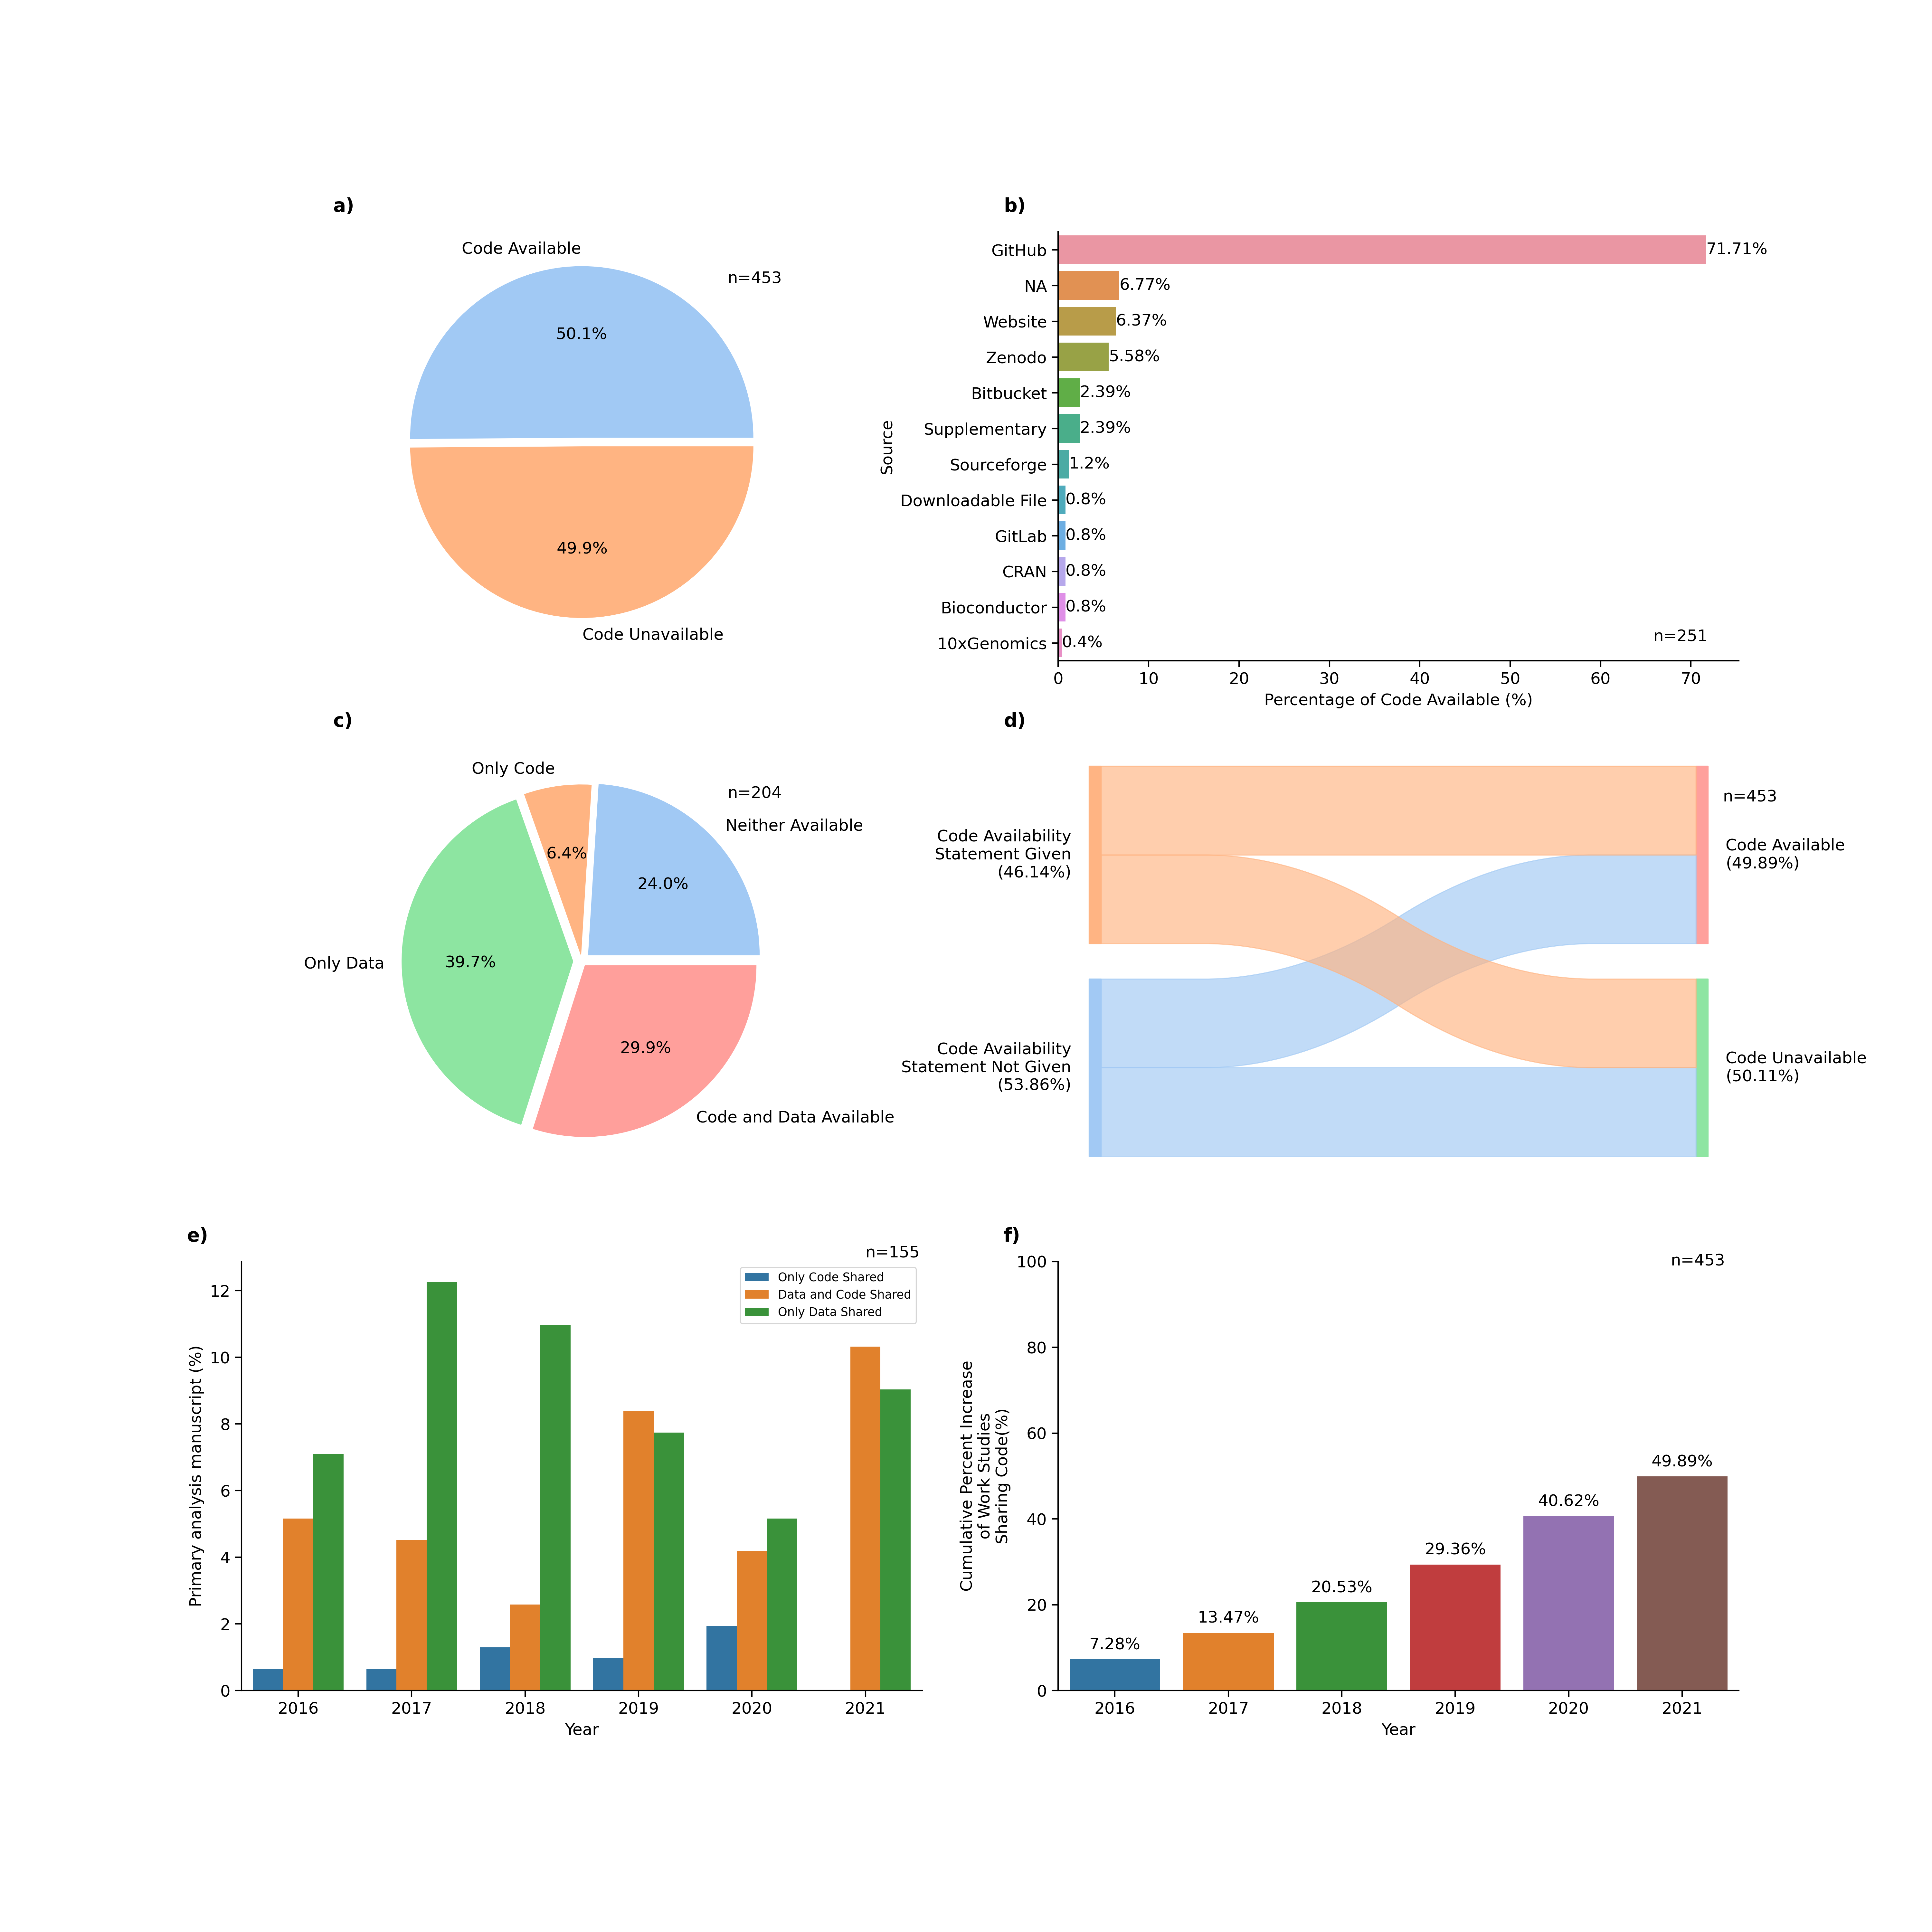 a)
Code Available
n=453
50.1%
49.9%
Code Unavailable
b)
Source
GitHub
71.71%
NA
6.77%
Website
6.37%
Zenodo
5.58%
Bitbucket
2.39%
Supplementary
2.39%
Sourceforge
1.2%
Downloadable File
0.8%
GitLab
0.8%
CRAN
0.8%
Bioconductor
0.8%
10xGenomics
0.4%
n=251
0 10 20 30 40 50 60 70
Percentage of Code Available (%)
c)
Only Code
n=204
Neither Available
6.4%
24.0%
Only Data
39.7%
29.9%
Code and Data Available
d)
n=453
Code Availability
Statement Given
(46.14%)
Code Available
(49.89%)
Code Availability
Statement Not Given
(53.86%)
Code Unavailable
(50.11%)
e)
n=155
Only Code Shared
Data and Code Shared
Only Data Shared
Primary analysis manuscript (%)
12
10
8
6
4
2
0
2016 2017 2018 2019 2020 2021
Year
f)
n=453
Cumulative Percent Increase
of Work Studies
Sharing Code(%)
100
80
60
40
20
0
7.28%
13.47%
20.53%
29.36%
40.62%
49.89%
2016 2017 2018 2019 2020 2021
Year